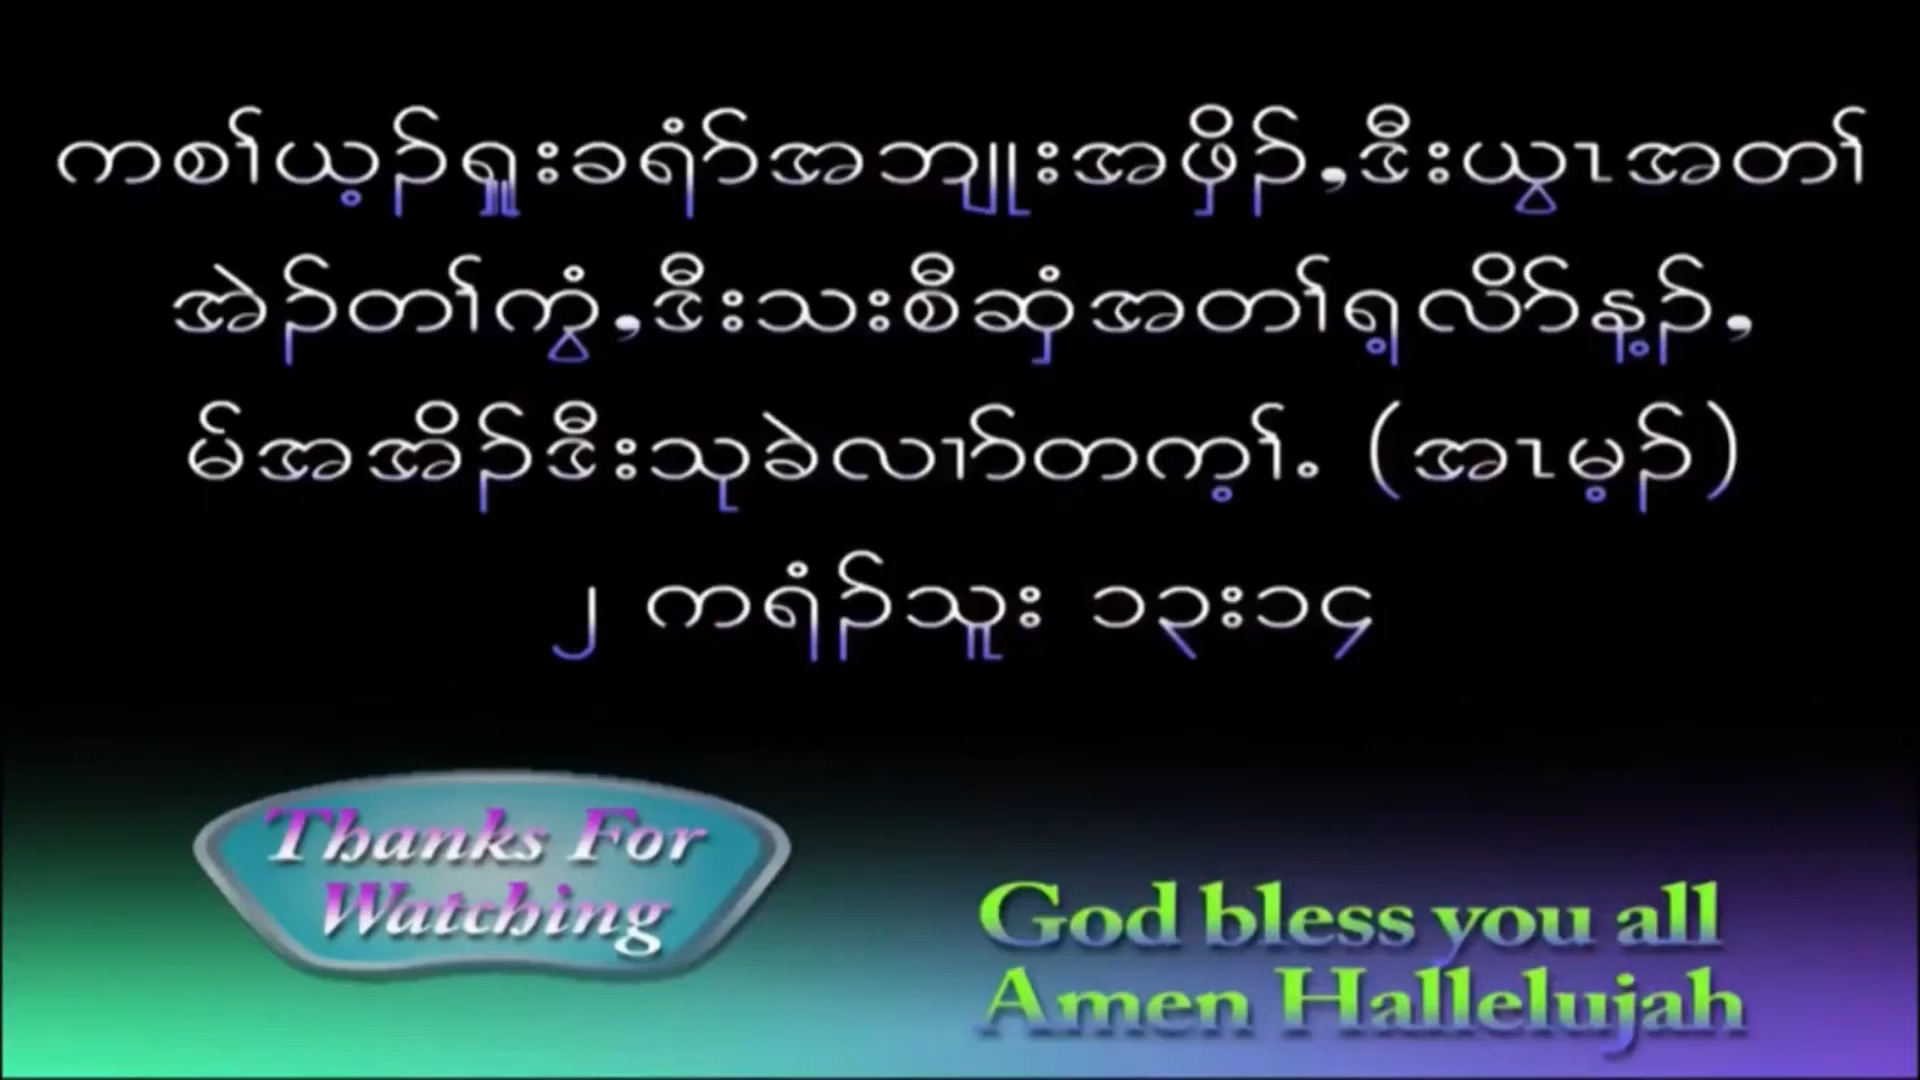 ကစၢ်ယ့ၣ်ရှူးခရံာ်အဘျုးအဖှိၣ်,ဒီးယွၤအတၢ်
အဲၣ်တၢ်ကွံ,ဒီးသးစီဆှံအတၢ်ရ့လိာ်န့ၣ်,
မ်အအိၣ်ဒီးသုခဲလၢာ်တက့ၢ်. (အၤမ့ၣ်)
၂ ကရံၣ်သူး ၁၃း၁၄
Thanks For
Watching
God bless you all
Amen Hallelujah